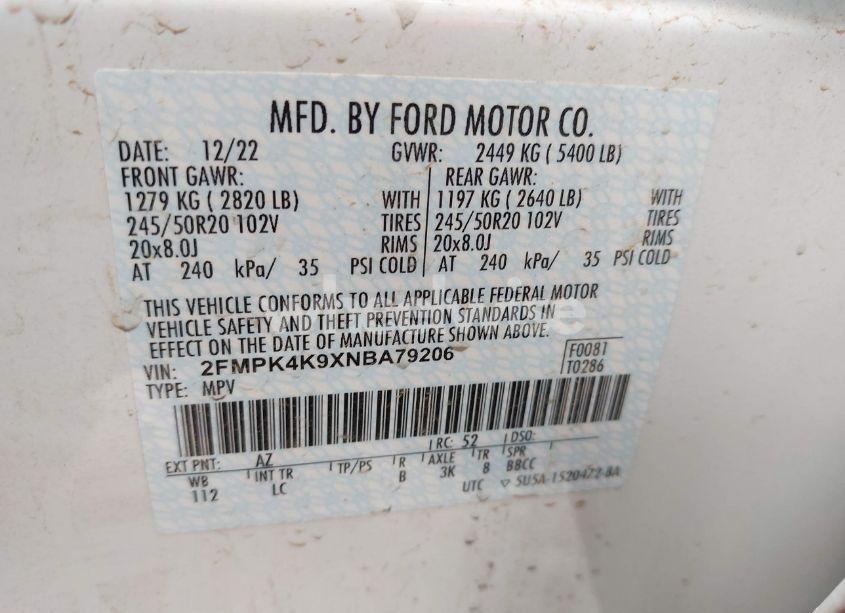 MFD. BY FORD MOTOR CO.
DATE: 12/22 GVWR: 2449 KG ( 5400 LB)
FRONT GAWR: REAR GAWR:
1279 KG ( 2820 LB) WITH 1197 KG ( 2640 LB) WITH
245/50R20 102V TIRES 245/50R20 102V TIRES
20x8.0J RIMS 20x8.0J RIMS
AT 240 kPa/ 35 PSI COLD AT 240 kPa/ 35 PSI COLD
THIS VEHICLE CONFORMS TO ALL APPLICABLE FEDERAL MOTOR
VEHICLE SAFETY AND THEFT PREVENTION STANDARDS IN
EFFECT ON THE DATE OF MANUFACTURE SHOWN ABOVE.
VIN: 2FMPK4K9XNBA79206 F0081
TYPE: MPV T0286
EXT PNT: AZ RC: 52 DSO:
WB INT TR TP/PS R AXLE TR SPR
112 LC B 3K 8 BBCC
UTC ▽ 5U5A-1520472-BA